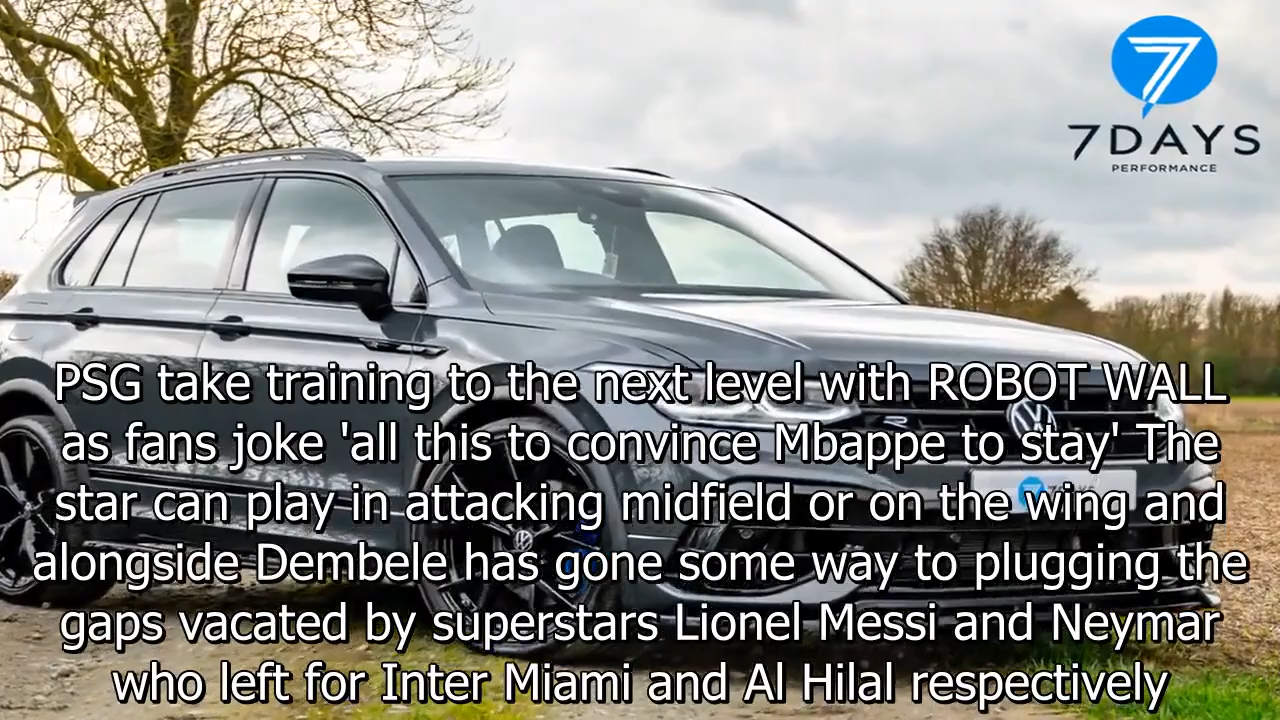 7
7DAYS
PERFORMANCE
PSG take training to the next level with ROBOT WALL
as fans joke 'all this to convince Mbappe to stay' The
star can play in attacking midfield or on the wing and
alongside Dembele has gone some way to plugging the
gaps vacated by superstars Lionel Messi and Neymar
who left for Inter Miami and Al Hilal respectively